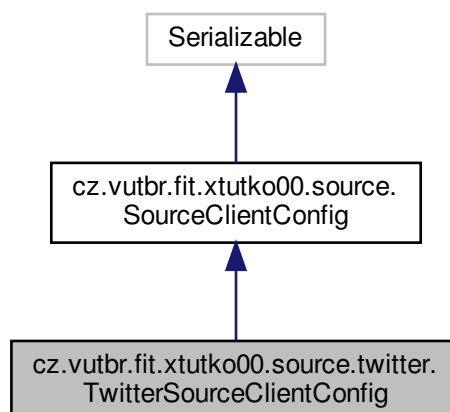 Serializable
cz.vutbr.fit.xtutko00.source.
SourceClientConfig
cz.vutbr.fit.xtutko00.source.twitter.
TwitterSourceClientConfig